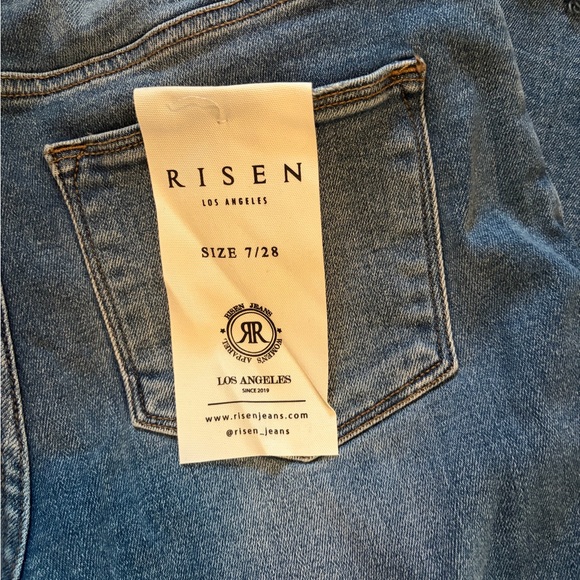 RISEN
LOS ANGELES
SIZE 7/28
RISEN JEANS
RR
WOMEN'S APPAREL
LOS ANGELES
SINCE 2019
www.risenjeans.com
@risen_jeans